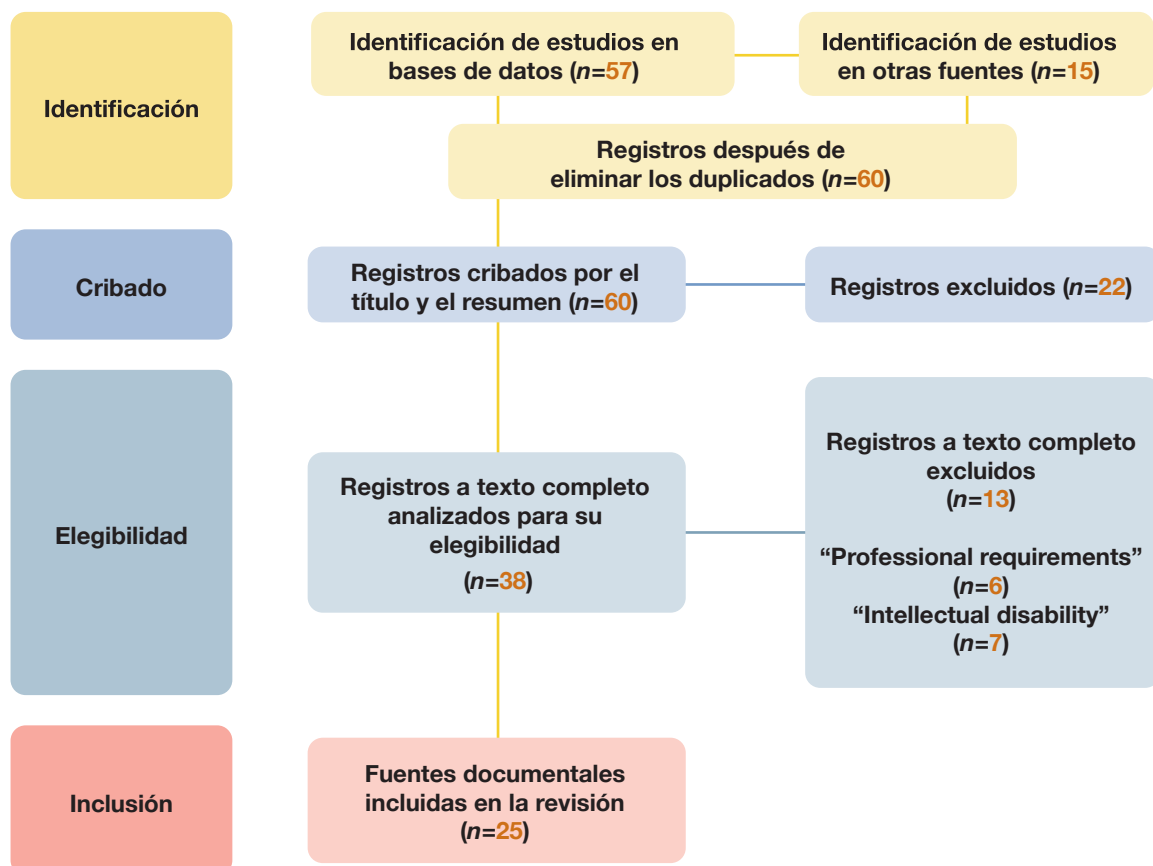 Identificación
Identificación de estudios en
bases de datos (n=57)
Identificación de estudios
en otras fuentes (n=15)
Registros después de
eliminar los duplicados (n=60)
Cribado
Registros cribados por el
título y el resumen (n=60)
Registros excluidos (n=22)
Elegibilidad
Registros a texto completo
analizados para su
elegibilidad
(n=38)
Registros a texto completo
excluidos
(n=13)
“Professional requirements”
(n=6)
“Intellectual disability”
(n=7)
Inclusión
Fuentes documentales
incluidas en la revisión
(n=25)